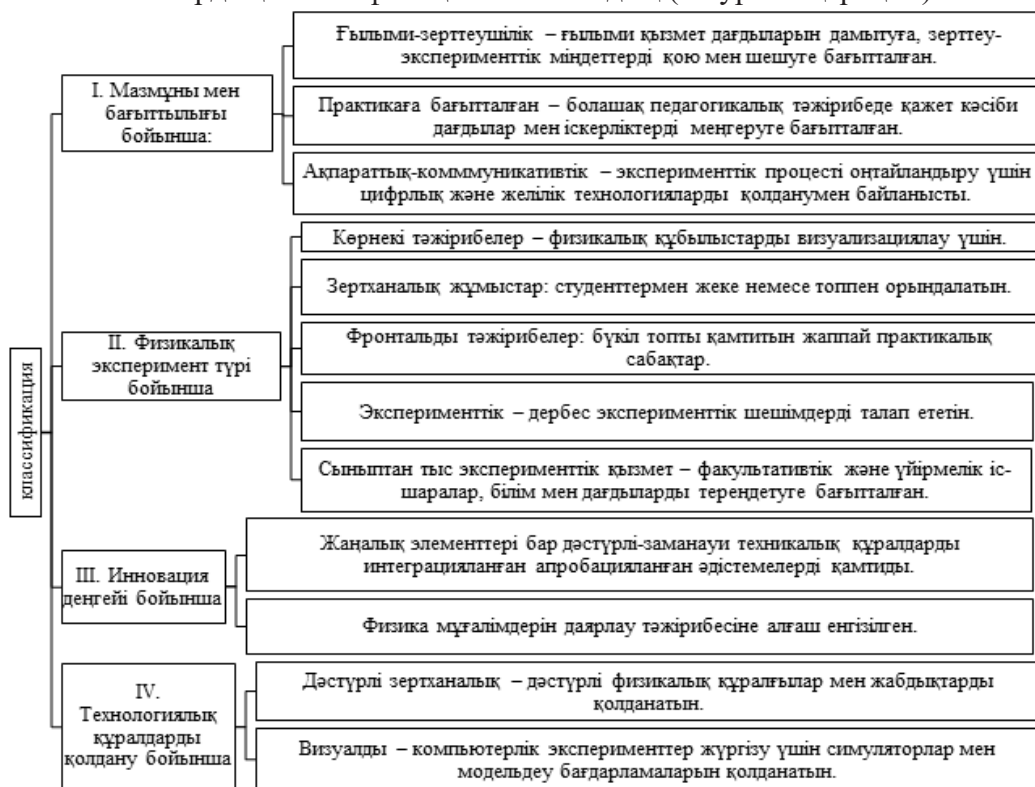 классификация
I. Мазмұны мен
бағыттылығы
бойынша:
Ғылыми-зерттеушілік – ғылыми қызмет дағдыларын дамытуға, зерттеу-
эксперименттік міндеттерді қою мен шешуге бағытталған.
Практикаға бағытталған – болашақ педагогикалық тәжірибеде қажет кәсіби
дағдылар мен іскерліктерді меңгеруге бағытталған.
Ақпараттық-комммуникативтік – эксперименттік процесті оңтайландыру үшін
цифрлық және желілік технологияларды қолданумен байланысты.
II. Физикалық
эксперимент түрі
бойынша
Көрнекі тәжірибелер – физикалық құбылыстарды визуализациялау үшін.
Зертханалық жұмыстар: студенттермен жеке немесе топпен орындалатын.
Фронтальды тәжірибелер: бүкіл топты қамтитын жаппай практикалық
сабақтар.
Эксперименттік – дербес эксперименттік шешімдерді талап ететін.
Сыныптан тыс эксперименттік қызмет – факультативтік және үйірмелік іс-
шаралар, білім мен дағдыларды тереңдетуге бағытталған.
III. Инновация
деңгейі бойынша
Жаңалық элементтері бар дәстүрлі-заманауи техникалық құралдарды
интеграцияланған апробацияланған әдістемелерді қамтиды.
Физика мұғалімдерін даярлау тәжірибесіне алғаш енгізілген.
IV.
Технологиялық
құралдарды
қолдану бойынша
Дәстүрлі зертханалық – дәстүрлі физикалық құралғылар мен жабдықтарды
қолданатын.
Визуалды – компьютерлік эксперименттер жүргізу үшін симуляторлар мен
модельдеу бағдарламаларын қолданатын.